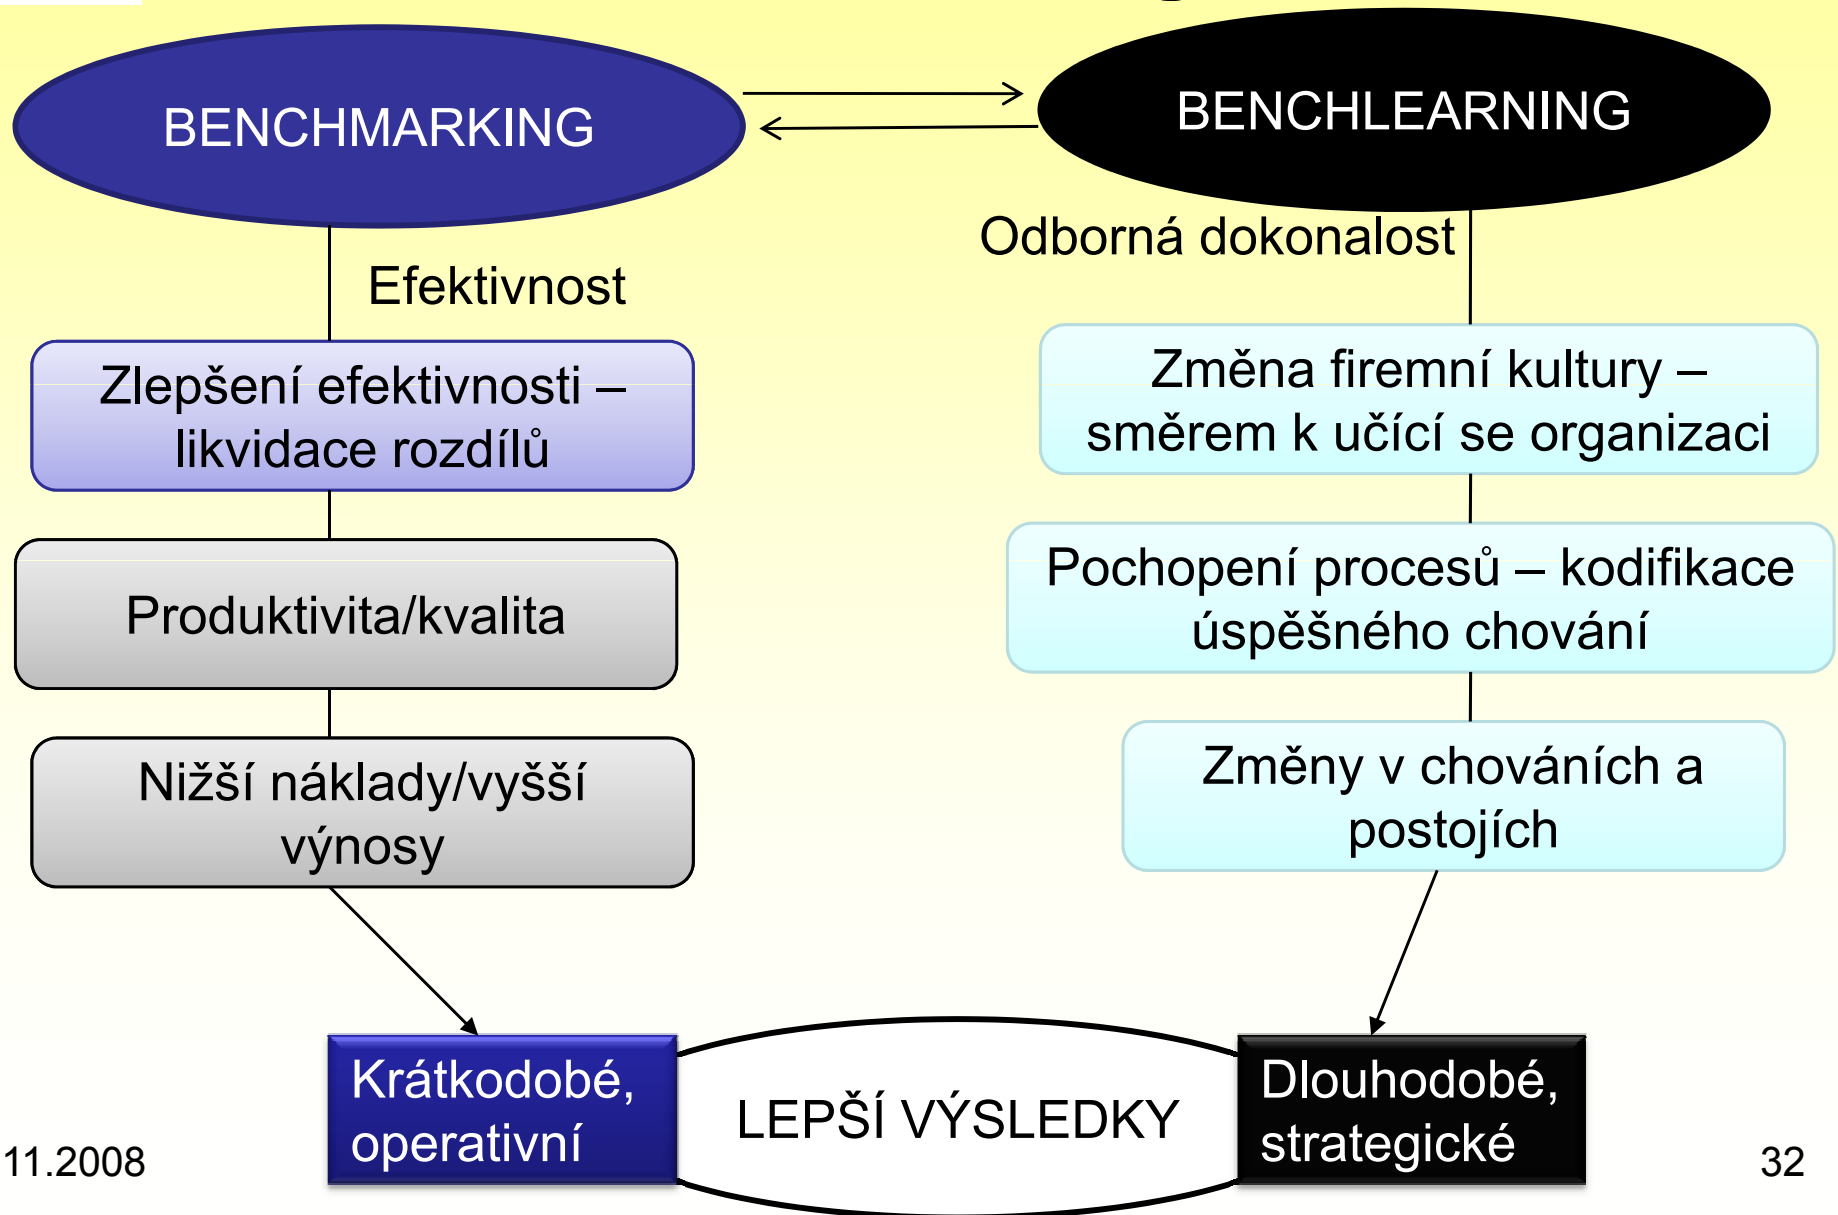 BENCHMARKING
BENCHLEARNING
Efektivnost
Odborná dokonalost
Zlepšení efektivnosti –
likvidace rozdílů
Produktivita/kvalita
Nižší náklady/vyšší
výnosy
Změna firemní kultury –
směrem k učící se organizaci
Pochopení procesů – kodifikace
úspěšného chování
Změny v chováních a
postojích
Krátkodobé,
operativní
LEPŠÍ VÝSLEDKY
Dlouhodobé,
strategické
11.2008
32